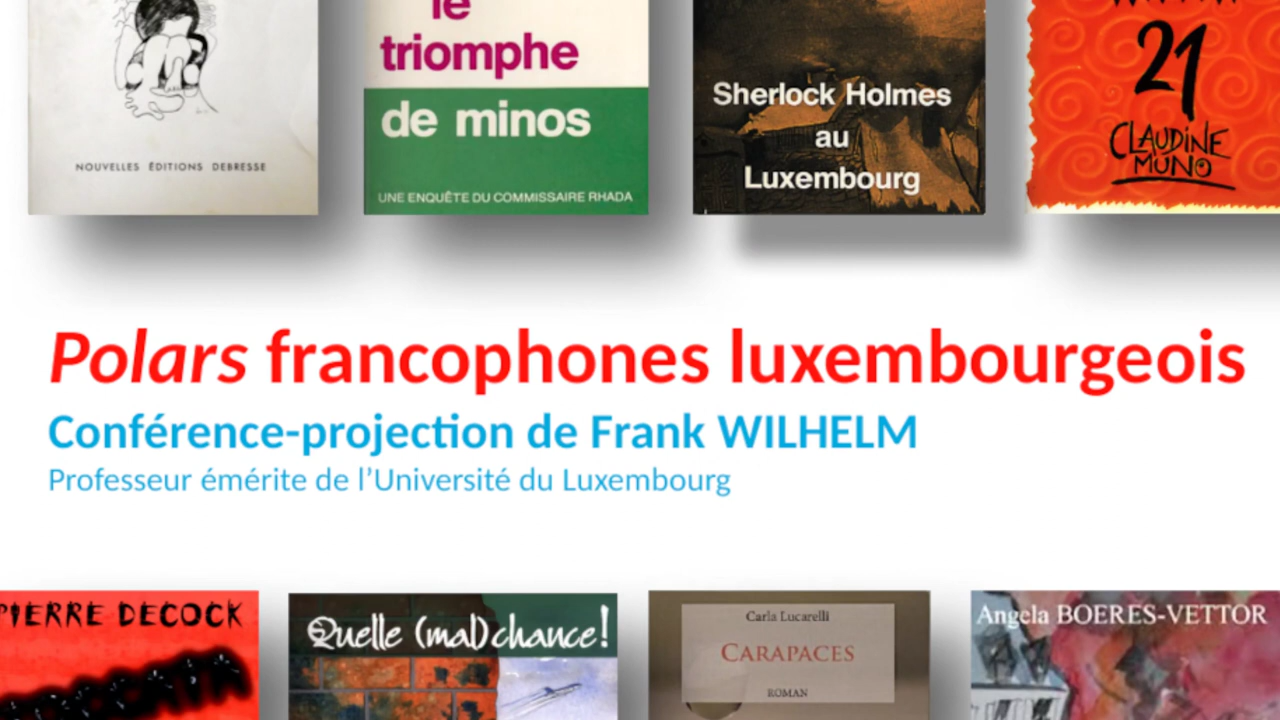 le
triomphe
de minos
UNE ENQUÊTE DU COMMISSAIRE RHADA
NOUVELLES ÉDITIONS DEBRESSE
Sherlock Holmes
au
Luxembourg
21
CLAUDINE
MUNO
Polars francophones luxembourgeois
Conférence-projection de Frank WILHELM
Professeur émérite de l’Université du Luxembourg
PIERRE DECOCK
Quelle (mal)chance!
Carla Lucarelli
CARAPACES
ROMAN
Angela BOERES-VETTOR